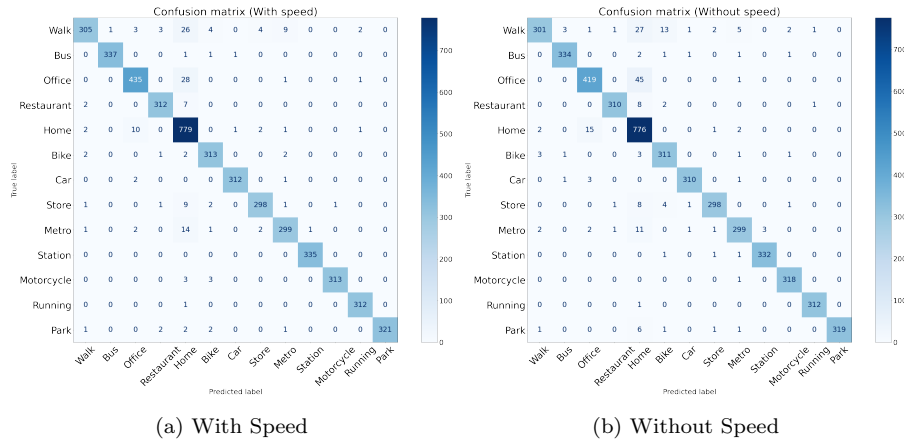 Confusion matrix (With speed)
Walk 305 1 3 3 26 4 0 4 9 0 0 2 0
Bus 0 337 0 0 1 1 1 0 0 0 0 0 0
Office 0 0 435 0 28 0 0 0 1 0 0 1 0
Restaurant 2 0 0 312 7 0 0 0 0 0 0 0 0
Home 2 0 10 0 779 0 1 2 1 0 0 1 0
Bike 2 0 0 1 2 313 0 0 2 0 0 0 0
Car 0 0 2 0 0 0 312 0 0 0 0 0 0
Store 1 0 0 1 9 2 0 298 0 0 1 0 0
Metro 1 0 2 0 14 1 0 2 299 1 0 0 0
Station 0 0 0 0 0 0 0 0 0 335 0 0 0
Motorcycle 0 0 0 0 3 3 0 0 0 0 313 0 0
Running 0 0 0 0 1 0 0 0 0 0 0 312 0
Park 1 0 0 2 2 2 0 0 1 0 0 0 321
Walk Bus Office Restaurant Home Bike Car Store Metro Station Motorcycle Running Park
Predicted label
True label
700
600
500
400
300
200
100
0
(a) With Speed
Confusion matrix (Without speed)
Walk 301 3 1 1 27 13 1 2 5 0 2 1 0
Bus 0 334 0 0 2 1 1 0 0 0 1 0 0
Office 0 0 419 0 45 0 0 0 1 0 0 0 0
Restaurant 0 0 0 310 8 2 0 0 0 0 0 1 0
Home 2 0 15 0 776 0 0 1 2 0 0 0 0
Bike 3 1 0 0 3 311 0 0 1 0 1 0 0
Car 0 1 3 0 0 0 310 0 0 0 0 0 0
Store 0 0 0 1 8 4 1 298 0 0 0 0 0
Metro 2 0 2 1 11 0 1 1 299 3 0 0 0
Station 0 0 0 0 0 1 0 1 1 332 0 0 0
Motorcycle 0 0 0 0 1 0 0 0 0 0 318 0 0
Running 0 0 0 0 1 0 0 0 0 0 0 312 0
Park 1 0 0 0 6 1 0 1 1 0 0 0 319
Walk Bus Office Restaurant Home Bike Car Store Metro Station Motorcycle Running Park
Predicted label
True label
700
600
500
400
300
200
100
0
(b) Without Speed